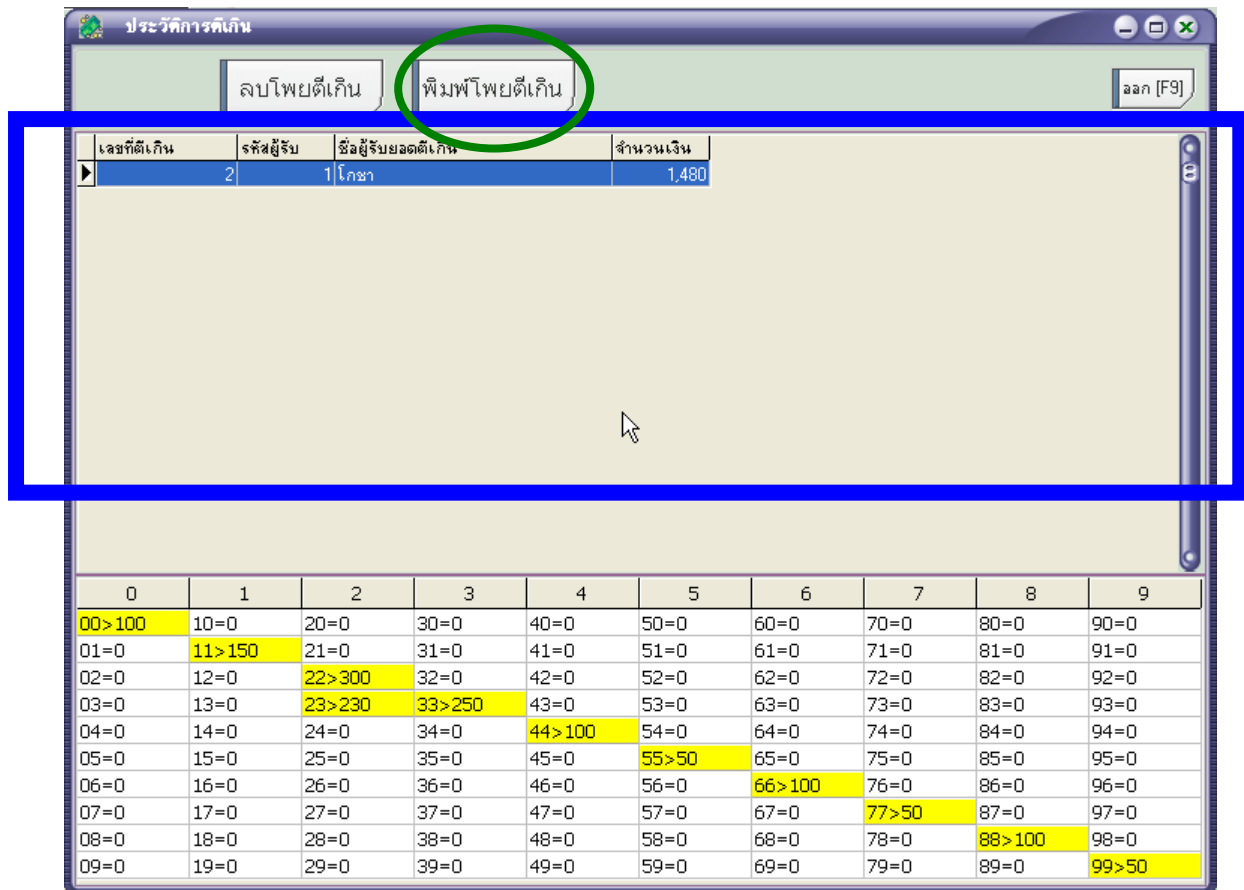 ประวัติการตีเกิน
ลบโพยตีเกิน พิมพ์โพยตีเกิน ออก [F9]
เลขที่ตีเกิน รหัสผู้รับ ชื่อผู้รับยอดตีเกิน จำนวนเงิน
2 1 โกชา 1,480
0 1 2 3 4 5 6 7 8 9
00>100 10=0 20=0 30=0 40=0 50=0 60=0 70=0 80=0 90=0
01=0 11>150 21=0 31=0 41=0 51=0 61=0 71=0 81=0 91=0
02=0 12=0 22>300 32=0 42=0 52=0 62=0 72=0 82=0 92=0
03=0 13=0 23>230 33>250 43=0 53=0 63=0 73=0 83=0 93=0
04=0 14=0 24=0 34=0 44>100 54=0 64=0 74=0 84=0 94=0
05=0 15=0 25=0 35=0 45=0 55>50 65=0 75=0 85=0 95=0
06=0 16=0 26=0 36=0 46=0 56=0 66>100 76=0 86=0 96=0
07=0 17=0 27=0 37=0 47=0 57=0 67=0 77>50 87=0 97=0
08=0 18=0 28=0 38=0 48=0 58=0 68=0 78=0 88>100 98=0
09=0 19=0 29=0 39=0 49=0 59=0 69=0 79=0 89=0 99>50